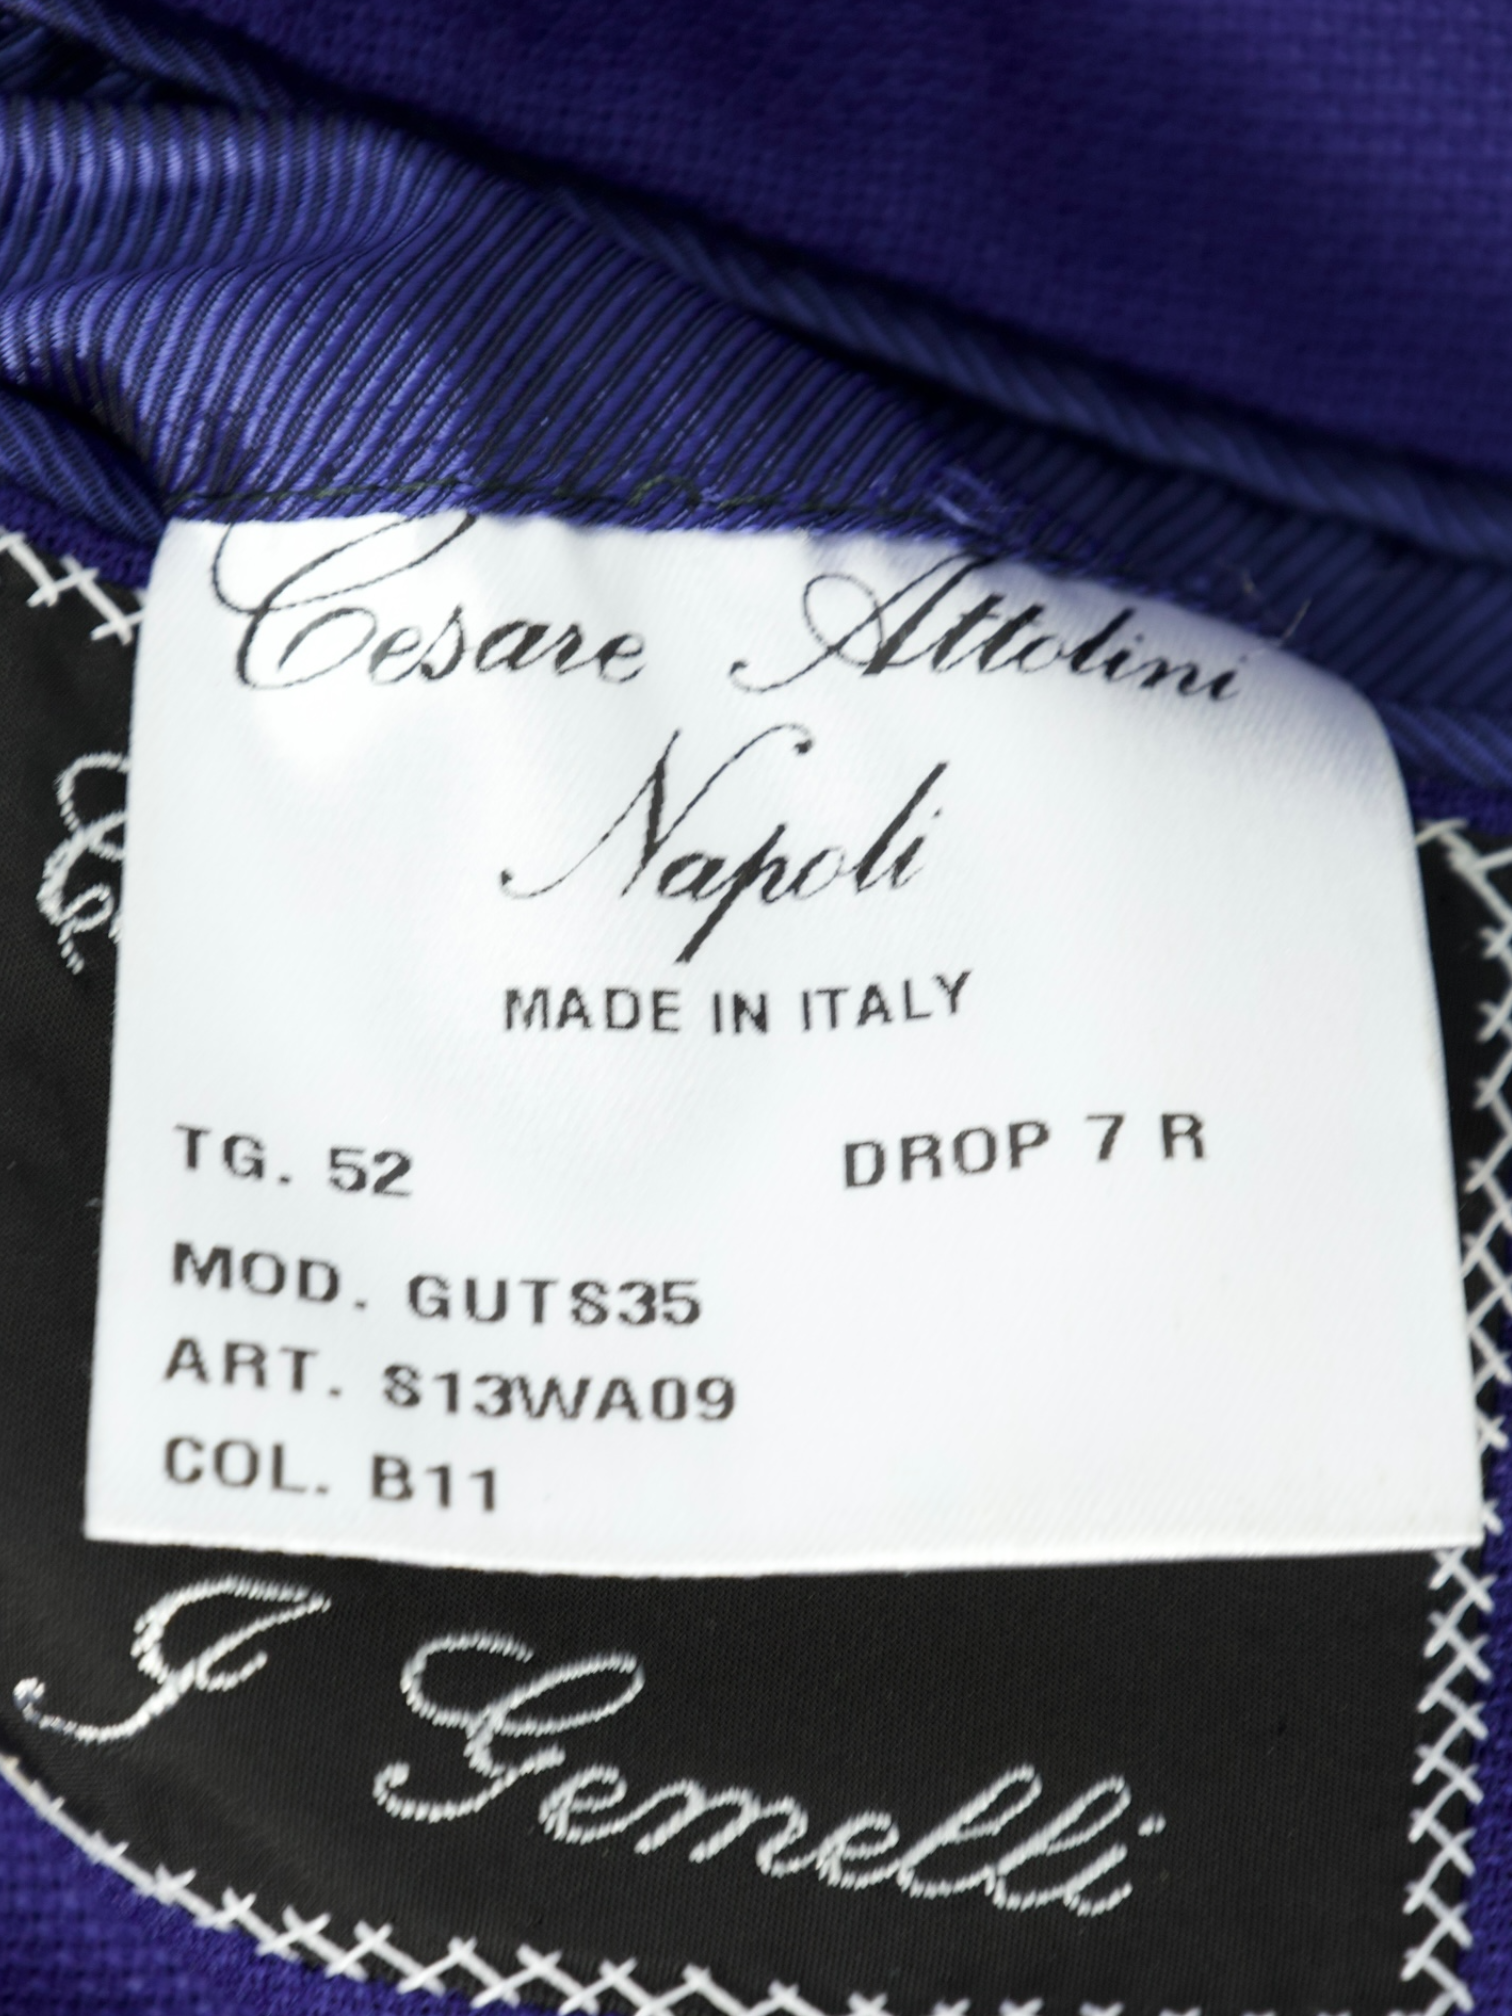 Cesare Attolini
Napoli
MADE IN ITALY
TG. 52 DROP 7 R
MOD. GUTS35
ART. S13WA09
COL. B11
I Gemelli